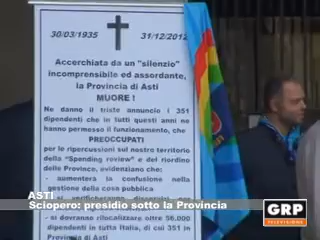 30/03/1935 31/12/2012
Accerchiata da un "silenzio"
incomprensibile ed assordante,
la Provincia di Asti
MUORE !
Ne danno il triste annuncio i 351
dipendenti che in tutti questi anni ne
hanno permesso il funzionamento, che
PREOCCUPATI
per le ripercussioni sul nostro territorio
della "Spending review" e del riordino
delle Province, evidenziano che:
- aumenterà la confusione nella
gestione della cosa pubblica
- si
- si dovranno ricollocare oltre 56.000
dipendenti in tutta Italia, di cui 351 in
Provincia di Asti
ASTI
Sciopero: presidio sotto la Provincia
GRP
TELEVISIONE